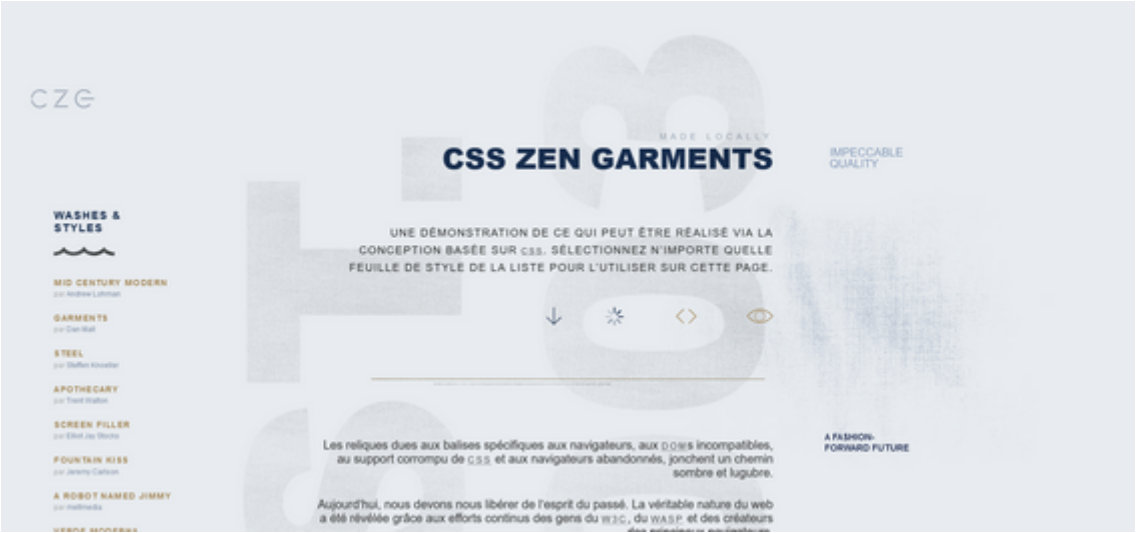 CZG
MADE LOCALLY
CSS ZEN GARMENTS
IMPECCABLE
QUALITY
WASHES &
STYLES
UNE DÉMONSTRATION DE CE QUI PEUT ÊTRE RÉALISÉ VIA LA
CONCEPTION BASÉE SUR CSS. SÉLECTIONNEZ N'IMPORTE QUELLE
FEUILLE DE STYLE DE LA LISTE POUR L'UTILISER SUR CETTE PAGE.
MID CENTURY MODERN
par Andrew Lohman
GARMENTS
par Dan Mall
STEEL
par Steffen Knoeller
APOTHECARY
par Trent Walton
SCREEN FILLER
par Elliot Jay Stocks
FOUNTAIN KISS
par Jeremy Carlson
A ROBOT NAMED JIMMY
par meltmedia
VERDE MODERNA
Les reliques dues aux balises spécifiques aux navigateurs, aux DOMs incompatibles,
au support corrompu de CSS et aux navigateurs abandonnés, jonchent un chemin
sombre et lugubre.
Aujourd'hui, nous devons nous libérer de l'esprit du passé. La véritable nature du web
a été révélée grâce aux efforts continus des gens du W3C, du WASP et des créateurs
des principaux navigateurs.
A FASHION-
FORWARD FUTURE